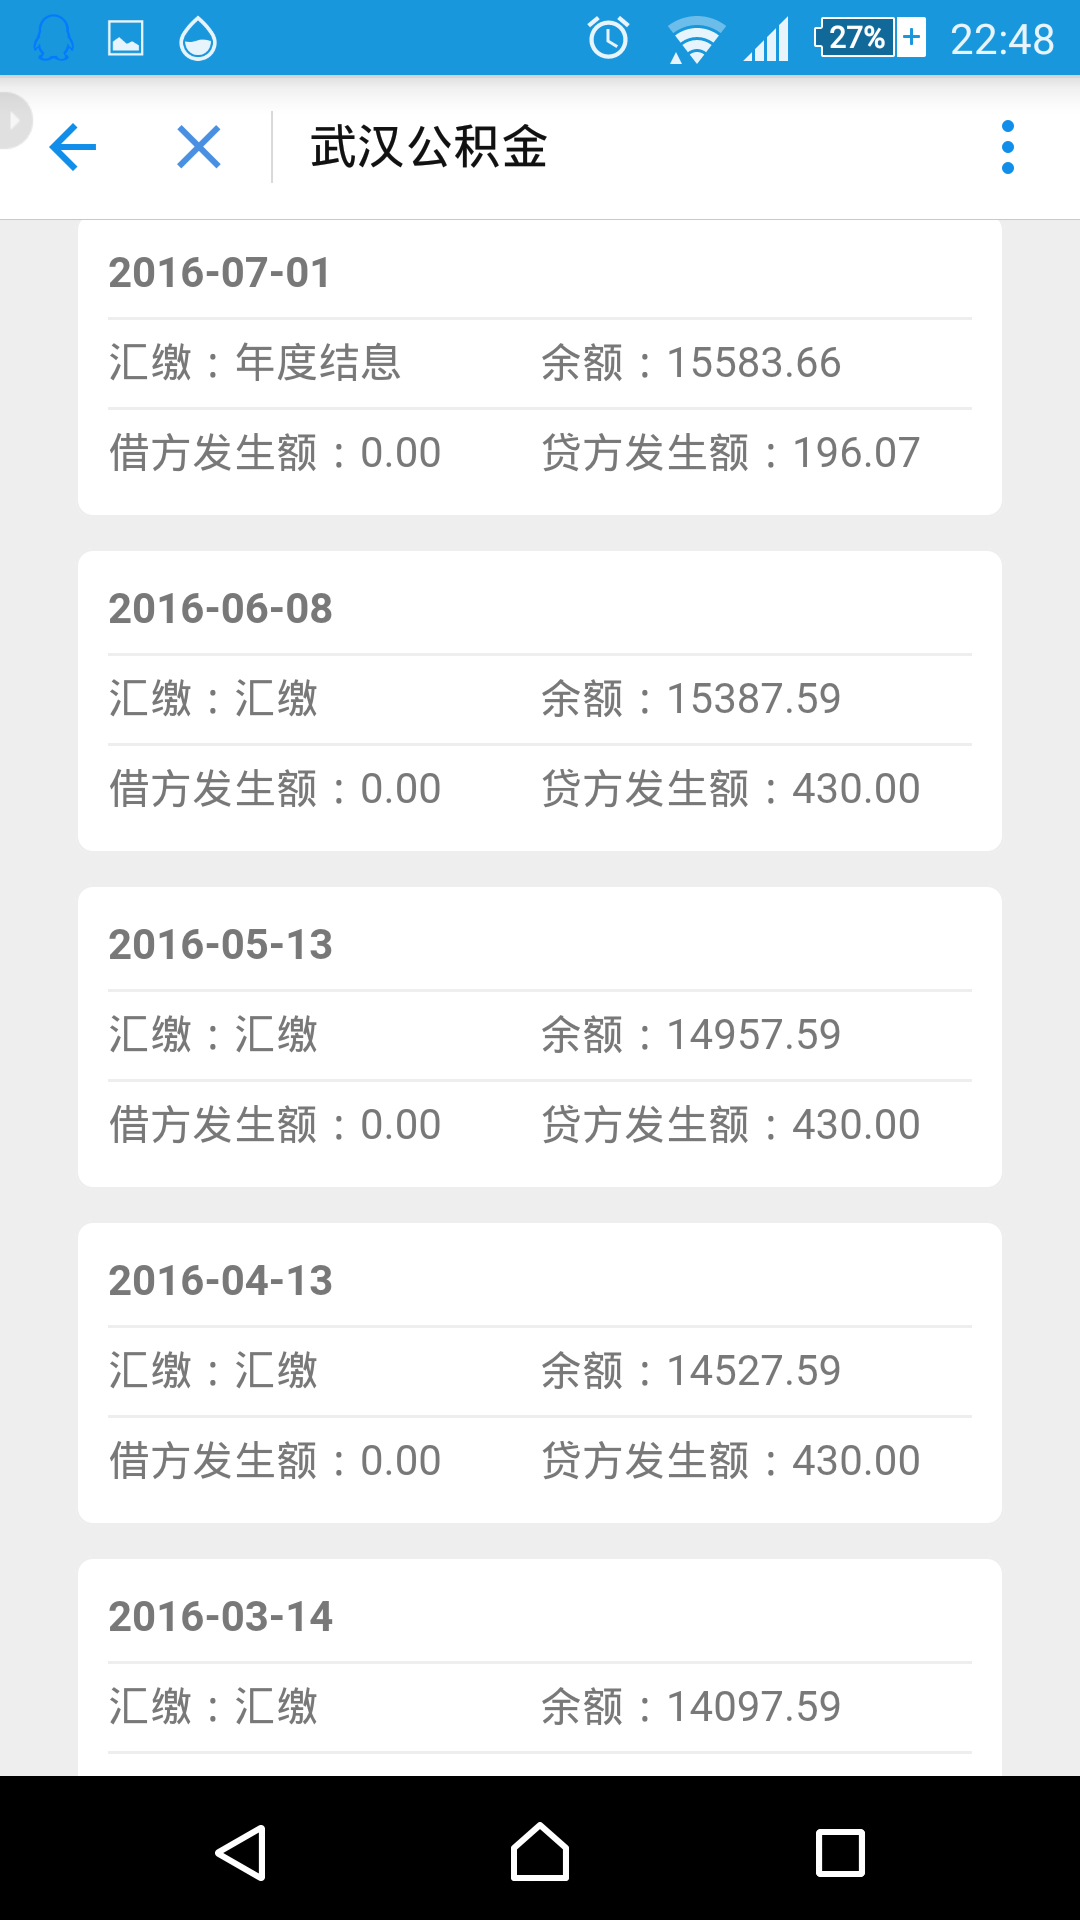 27%
22:48
武汉公积金
2016-07-01
汇缴：年度结息 余额：15583.66
借方发生额：0.00 贷方发生额：196.07
2016-06-08
汇缴：汇缴 余额：15387.59
借方发生额：0.00 贷方发生额：430.00
2016-05-13
汇缴：汇缴 余额：14957.59
借方发生额：0.00 贷方发生额：430.00
2016-04-13
汇缴：汇缴 余额：14527.59
借方发生额：0.00 贷方发生额：430.00
2016-03-14
汇缴：汇缴 余额：14097.59